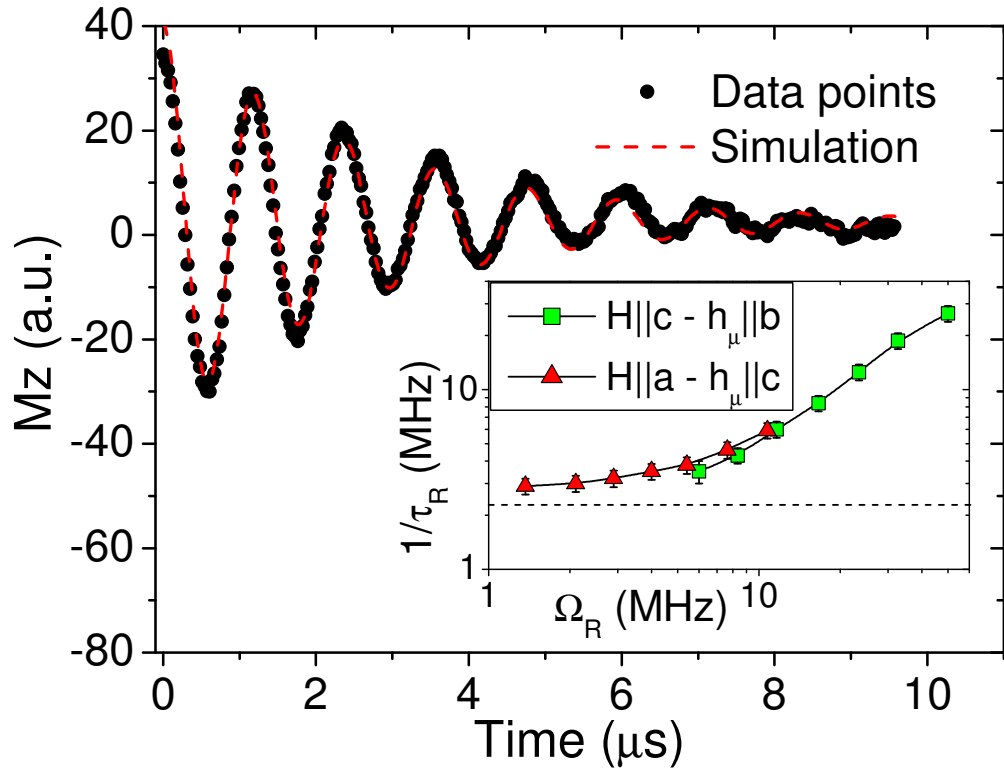 40
20
0
-20
-40
-60
-80
Mz (a.u.)
0 2 4 6 8 10
Time (μs)
Data points
Simulation
H||c - hμ||b
H||a - hμ||c
10
1
1/τR (MHz)
1 10
ΩR (MHz)